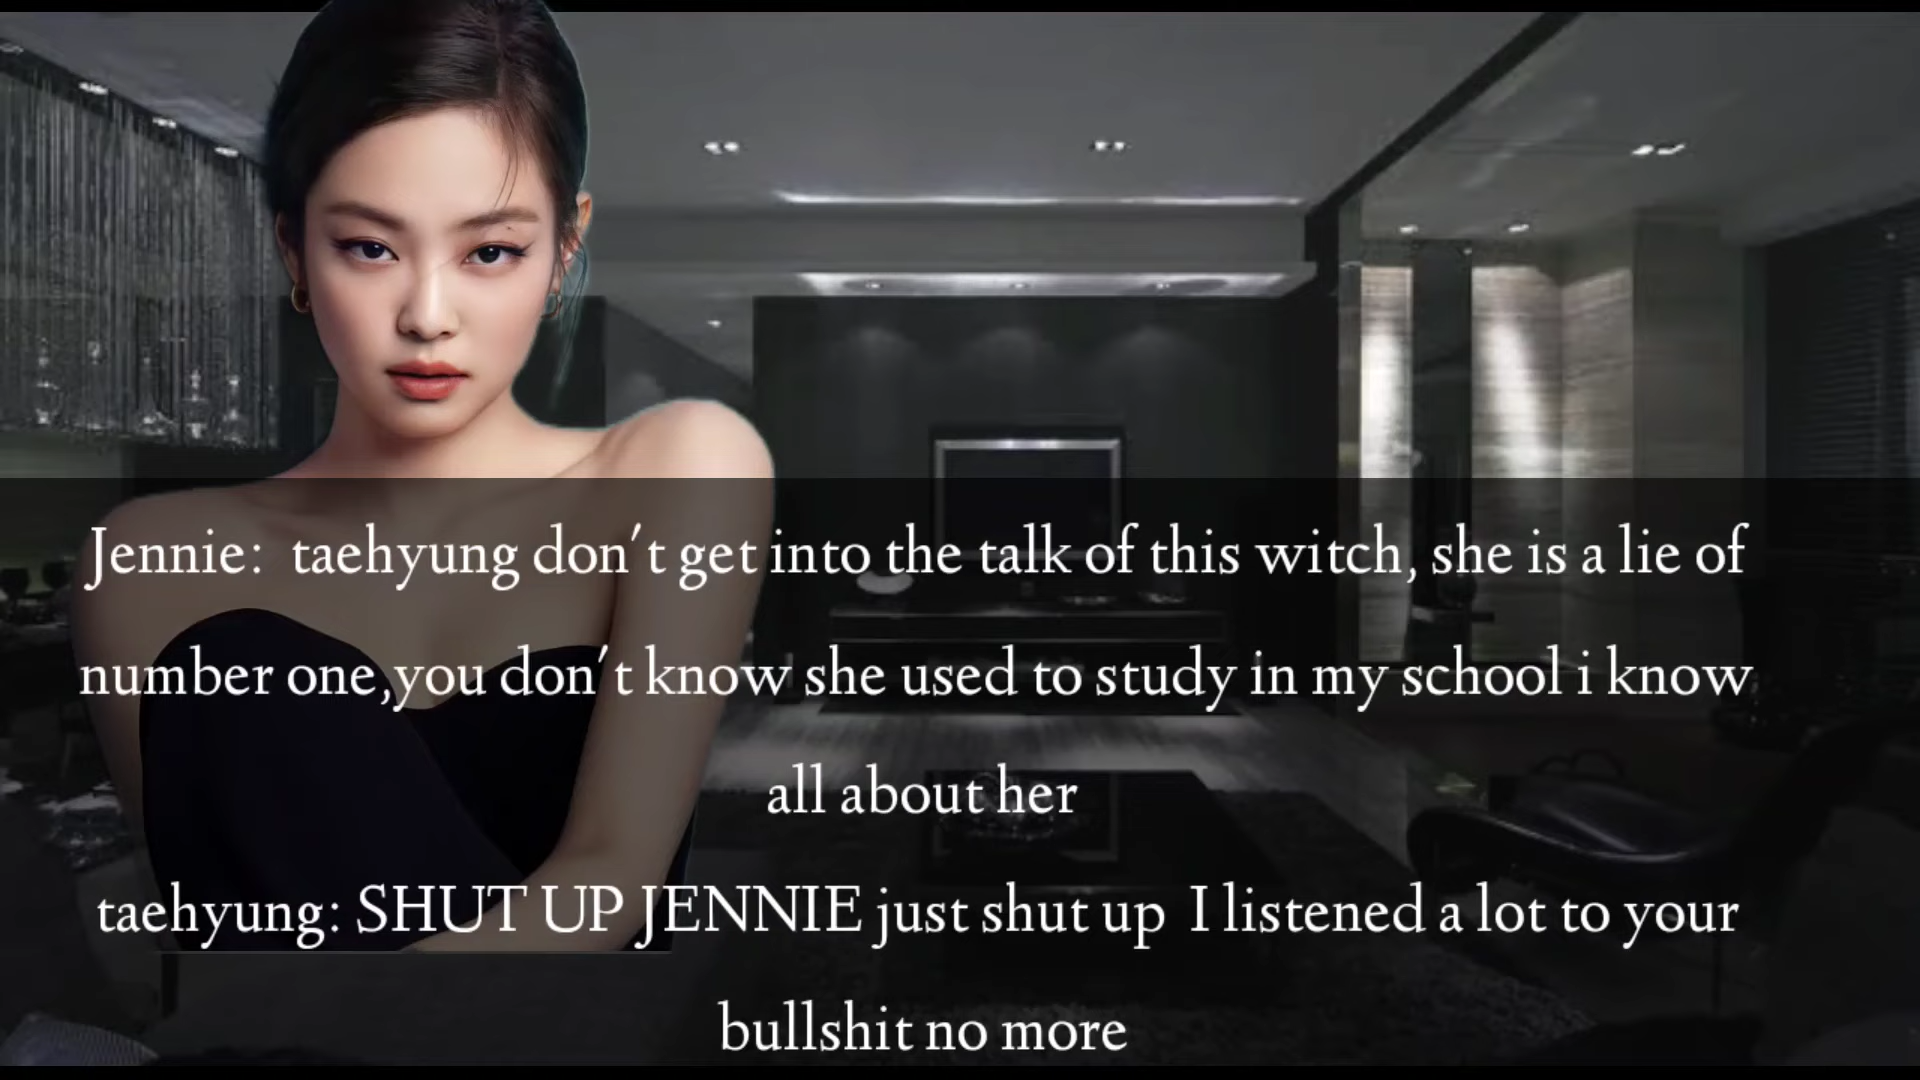 Jennie:  taehyung don't get into the talk of this witch, she is a lie of
number one,you don't know she used to study in my school i know
all about her
taehyung: SHUT UP JENNIE just shut up  I listened a lot to your
bullshit no more